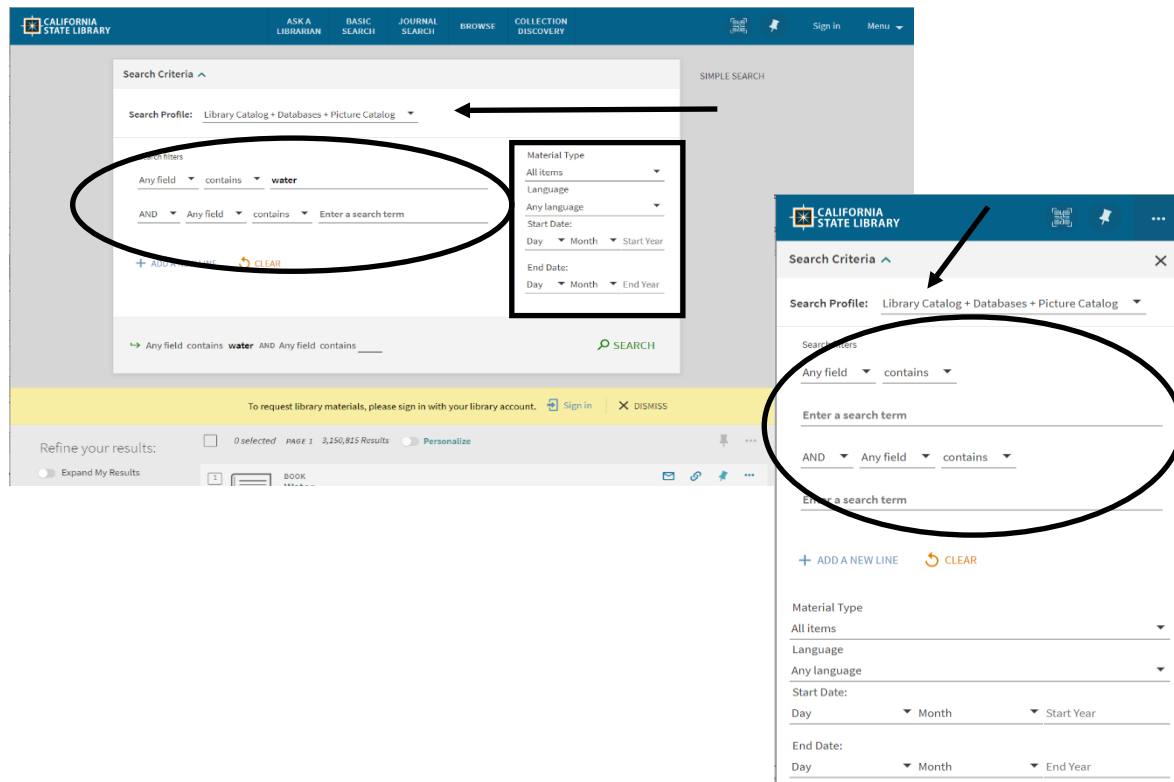 CALIFORNIA STATE LIBRARY
ASK A LIBRARIAN
BASIC SEARCH
JOURNAL SEARCH
BROWSE
COLLECTION DISCOVERY
Sign in
Menu
Search Criteria
SIMPLE SEARCH
Search Profile: Library Catalog + Databases + Picture Catalog
Search filters
Any field contains water
AND Any field contains Enter a search term
+ ADD A NEW LINE CLEAR
Material Type
All items
Language
Any language
Start Date:
Day Month Start Year
End Date:
Day Month End Year
Any field contains water AND Any field contains ____
SEARCH
To request library materials, please sign in with your library account. Sign in DISMISS
Refine your results:
Expand My Results
0 selected PAGE 1 3,150,815 Results Personalize
1
BOOK
Water
CALIFORNIA STATE LIBRARY
Search Criteria
Search Profile: Library Catalog + Databases + Picture Catalog
Search filters
Any field contains
Enter a search term
AND Any field contains
Enter a search term
+ ADD A NEW LINE CLEAR
Material Type
All items
Language
Any language
Start Date:
Day Month Start Year
End Date:
Day Month End Year